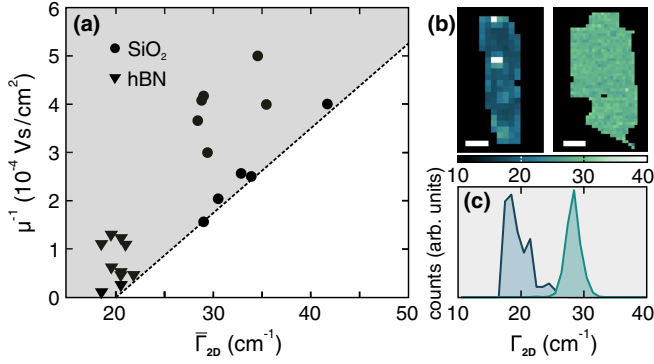 (a)
SiO2
hBN
6
5
4
3
2
1
0
μ-1 (10-4 Vs/cm2)
20 30 40 50
Γ̅2D (cm-1)
(b)
10 20 30 40
(c)
counts (arb. units)
10 20 30 40
Γ2D (cm-1)